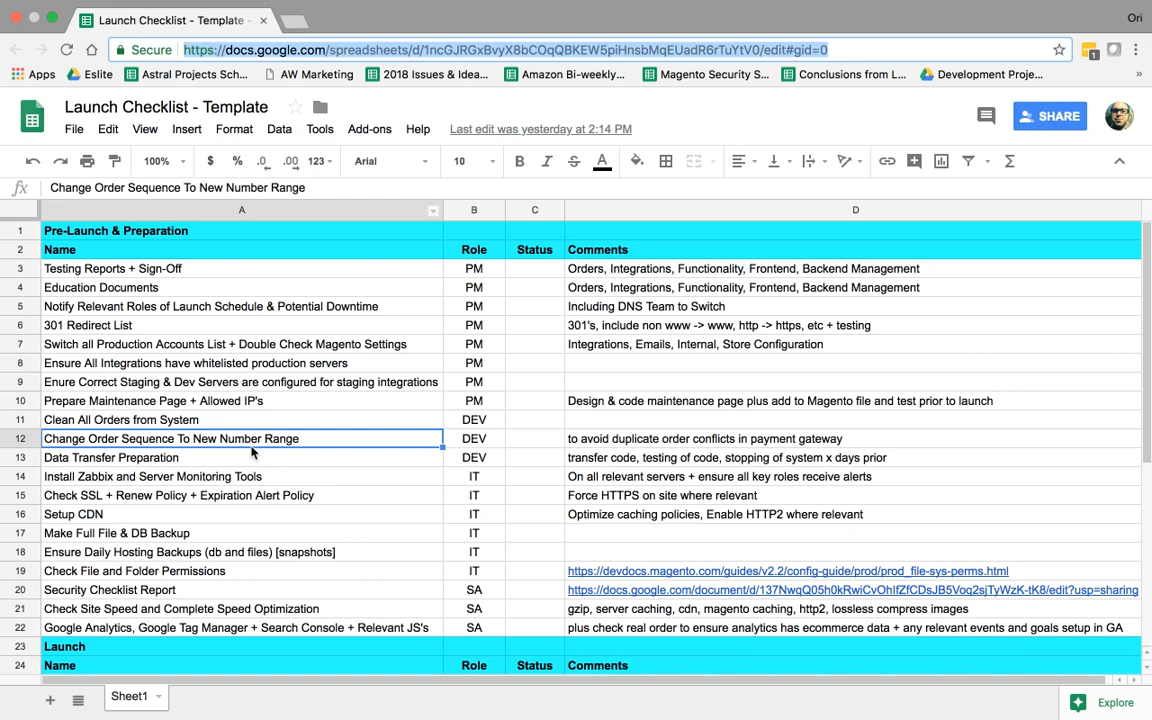 Launch Checklist - Template -
Ori
Secure https://docs.google.com/spreadsheets/d/1ncGJRGxBvyX8bCOqQBKEW5piHnsbMqEUadR6rTuYtV0/edit#gid=0
1
Apps Eslite Astral Projects Sch... AW Marketing 2018 Issues & Idea... Amazon Bi-weekly... Magento Security S... Conclusions from L... Development Proje... »
Launch Checklist - Template
SHARE
File Edit View Insert Format Data Tools Add-ons Help Last edit was yesterday at 2:14 PM
100% $ % .0 .00 123 Arial 10 B I S A Σ
fx Change Order Sequence To New Number Range
A B C D
1 Pre-Launch & Preparation
2 Name Role Status Comments
3 Testing Reports + Sign-Off PM Orders, Integrations, Functionality, Frontend, Backend Management
4 Education Documents PM Orders, Integrations, Functionality, Frontend, Backend Management
5 Notify Relevant Roles of Launch Schedule & Potential Downtime PM Including DNS Team to Switch
6 301 Redirect List PM 301's, include non www -> www, http -> https, etc + testing
7 Switch all Production Accounts List + Double Check Magento Settings PM Integrations, Emails, Internal, Store Configuration
8 Ensure All Integrations have whitelisted production servers PM
9 Enure Correct Staging & Dev Servers are configured for staging integrations PM
10 Prepare Maintenance Page + Allowed IP's PM Design & code maintenance page plus add to Magento file and test prior to launch
11 Clean All Orders from System DEV
12 Change Order Sequence To New Number Range DEV to avoid duplicate order conflicts in payment gateway
13 Data Transfer Preparation DEV transfer code, testing of code, stopping of system x days prior
14 Install Zabbix and Server Monitoring Tools IT On all relevant servers + ensure all key roles receive alerts
15 Check SSL + Renew Policy + Expiration Alert Policy IT Force HTTPS on site where relevant
16 Setup CDN IT Optimize caching policies, Enable HTTP2 where relevant
17 Make Full File & DB Backup IT
18 Ensure Daily Hosting Backups (db and files) [snapshots] IT
19 Check File and Folder Permissions IT https://devdocs.magento.com/guides/v2.2/config-guide/prod/prod_file-sys-perms.html
20 Security Checklist Report SA https://docs.google.com/document/d/137NwqQ05h0kRwiCvOhIfZfCDsJB5Voq2sjTyWzK-tK8/edit?usp=sharing
21 Check Site Speed and Complete Speed Optimization SA gzip, server caching, cdn, magento caching, http2, lossless compress images
22 Google Analytics, Google Tag Manager + Search Console + Relevant JS's SA plus check real order to ensure analytics has ecommerce data + any relevant events and goals setup in GA
23 Launch
24 Name Role Status Comments
Sheet1
Explore